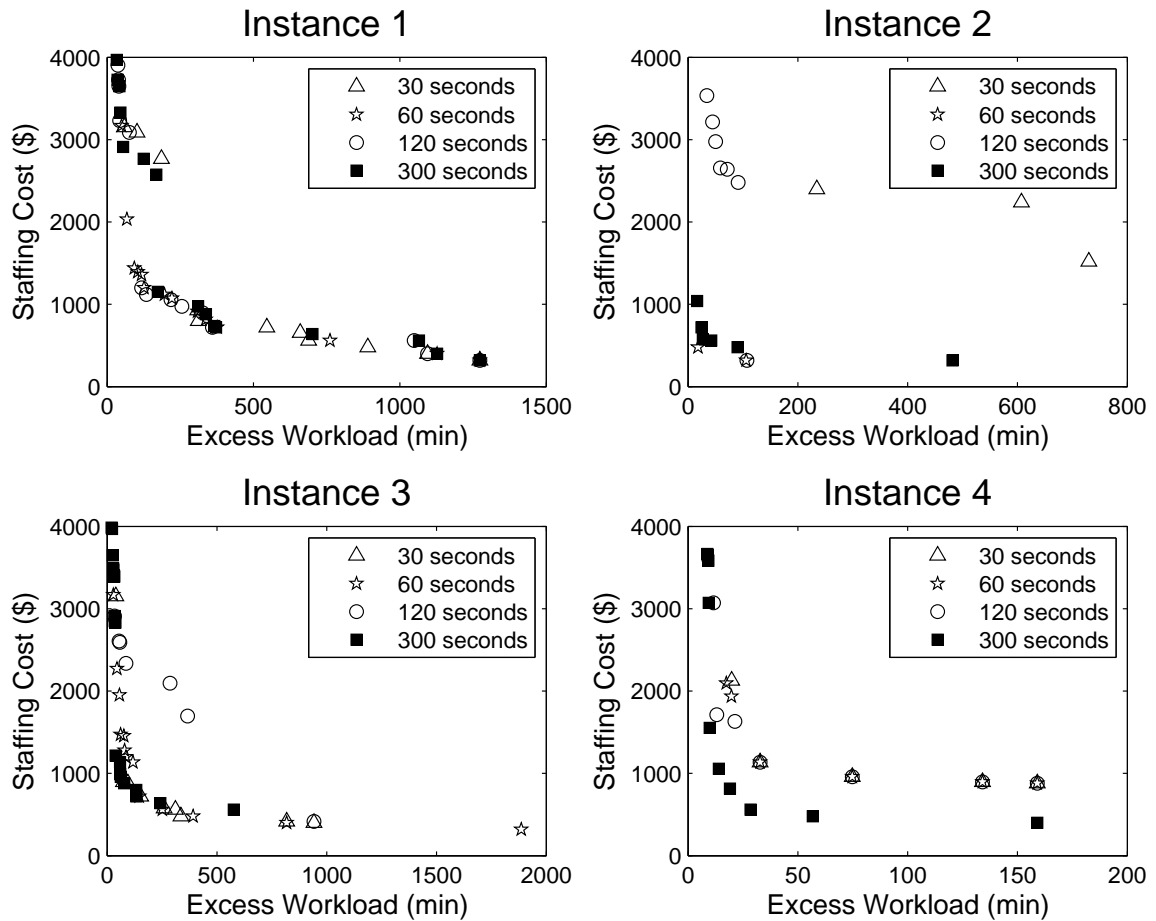 Instance 1
4000
3000
2000
1000
0
0
500
1000
1500
Staffing Cost ($)
Excess Workload (min)
30 seconds
60 seconds
120 seconds
300 seconds
Instance 2
4000
3000
2000
1000
0
0
200
400
600
800
Staffing Cost ($)
Excess Workload (min)
30 seconds
60 seconds
120 seconds
300 seconds
Instance 3
4000
3000
2000
1000
0
0
500
1000
1500
2000
Staffing Cost ($)
Excess Workload (min)
30 seconds
60 seconds
120 seconds
300 seconds
Instance 4
4000
3000
2000
1000
0
0
50
100
150
200
Staffing Cost ($)
Excess Workload (min)
30 seconds
60 seconds
120 seconds
300 seconds